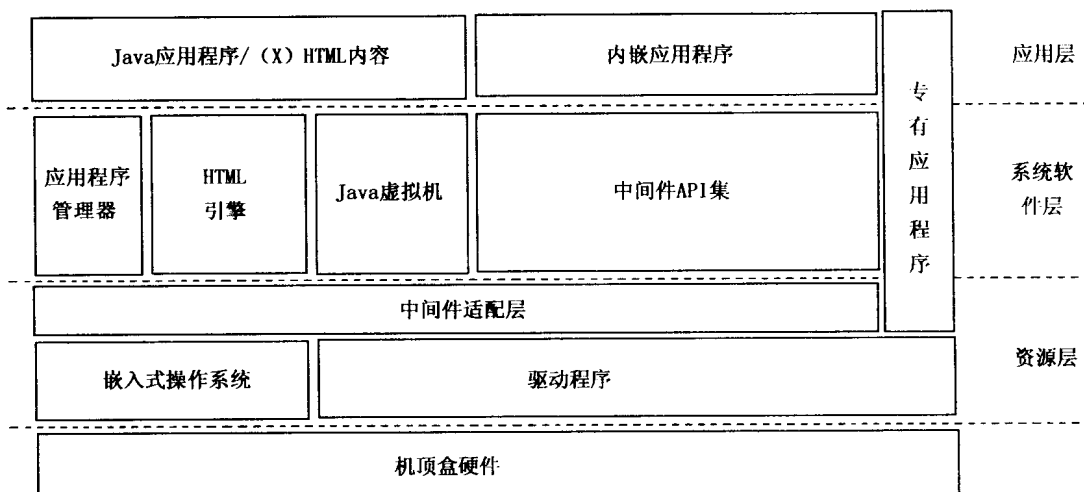 Java应用程序/（X）HTML内容
内嵌应用程序
专有应用程序
应用层
应用程序
管理器
HTML
引擎
Java虚拟机
中间件API集
系统软
件层
中间件适配层
嵌入式操作系统
驱动程序
资源层
机顶盒硬件